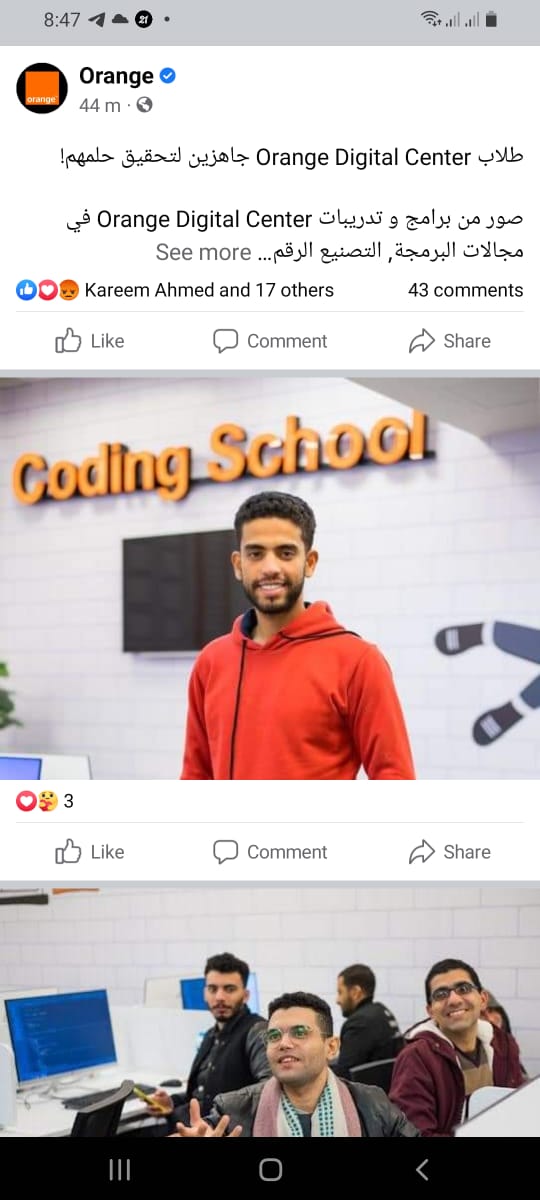 8:47
21
Orange
orange
44 m
طلاب Orange Digital Center جاهزين لتحقيق حلمهم!
صور من برامج و تدريبات Orange Digital Center في
مجالات البرمجة, التصنيع الرقم... See more
Kareem Ahmed and 17 others 43 comments
Like Comment Share
Coding School
3
Like Comment Share